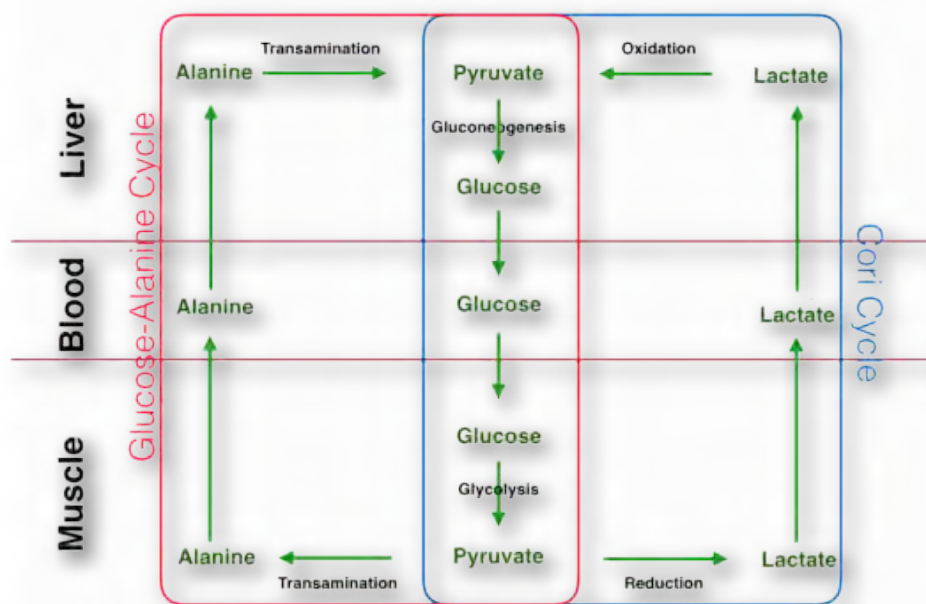 Transamination
Oxidation
Alanine
Pyruvate
Lactate
Liver
Gluconeogenesis
Glucose
Glucose-Alanine Cycle
Cori Cycle
Blood
Alanine
Glucose
Lactate
Muscle
Glucose
Glycolysis
Alanine
Pyruvate
Lactate
Transamination
Reduction